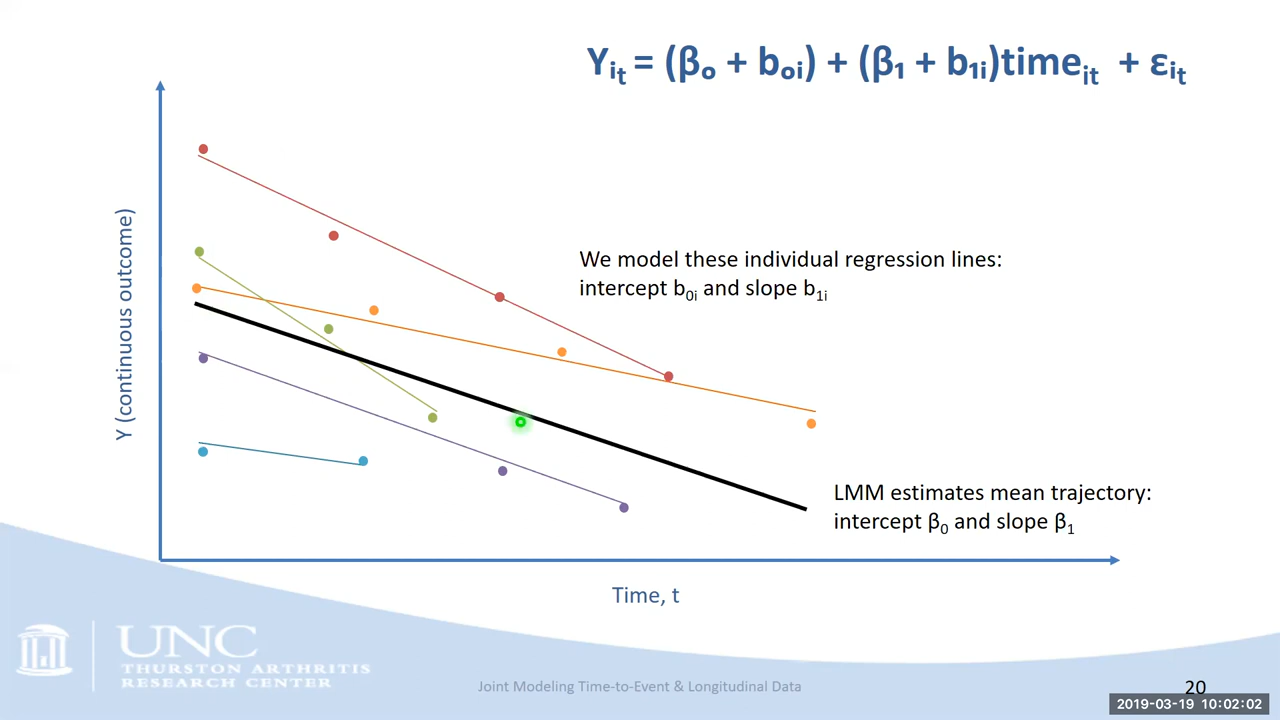 Yᵢₜ = (β₀ + b₀ᵢ) + (β₁ + b₁ᵢ)timeᵢₜ + εᵢₜ
Y (continuous outcome)
We model these individual regression lines:
intercept b₀ᵢ and slope b₁ᵢ
LMM estimates mean trajectory:
intercept β₀ and slope β₁
Time, t
UNC
THURSTON ARTHRITIS
RESEARCH CENTER
Joint Modeling Time-to-Event & Longitudinal Data
20
2019-03-19 10:02:02